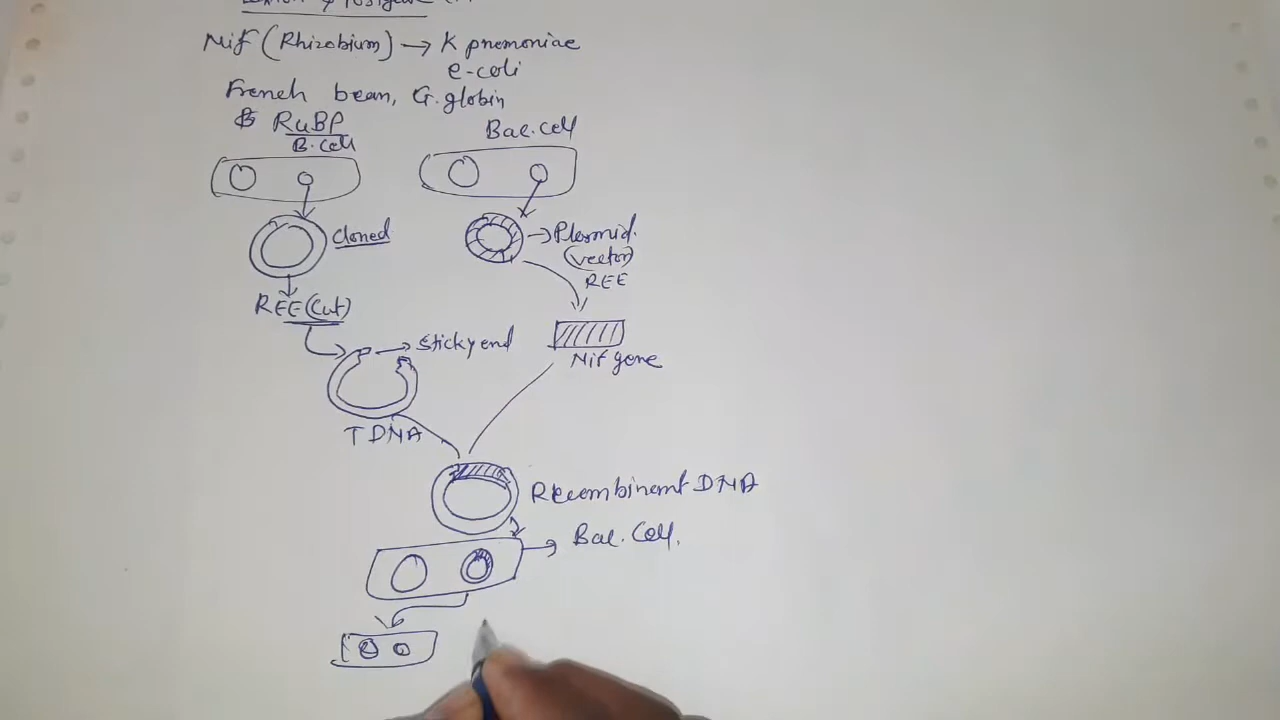 Nif (Rhizobium) → K pnemoniae
e-coli
French bean, G. globin
RuBP
B. cell
Bac. cell
Cloned
→ Plasmid.
(vector)
REE
REE (Cut)
→ Sticky end
Nif gene
T DNA
Recombinemt DNA
→ Bac. Cell.